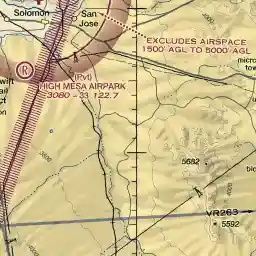 Solomon
San
Jose
EXCLUDES AIRSPACE
1500' AGL TO 5000' AGL
R
(Pvt)
HIGH MESA AIRPARK
3080 - 33 122.7
5682
VR263
5592